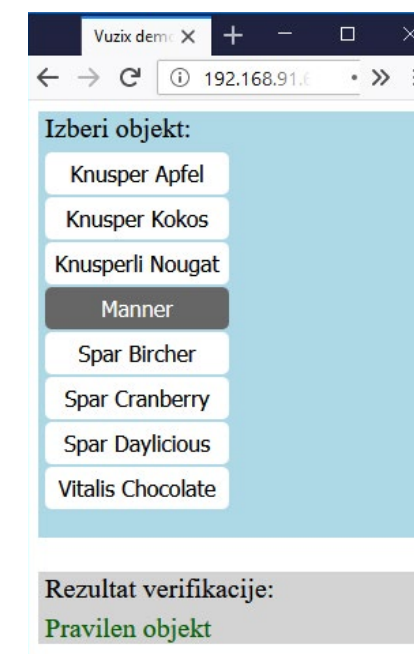 Vuzix dem
192.168.91.6
Izberi objekt:
Knusper Apfel
Knusper Kokos
Knusperli Nougat
Manner
Spar Bircher
Spar Cranberry
Spar Daylicious
Vitalis Chocolate
Rezultat verifikacije:
Pravilen objekt